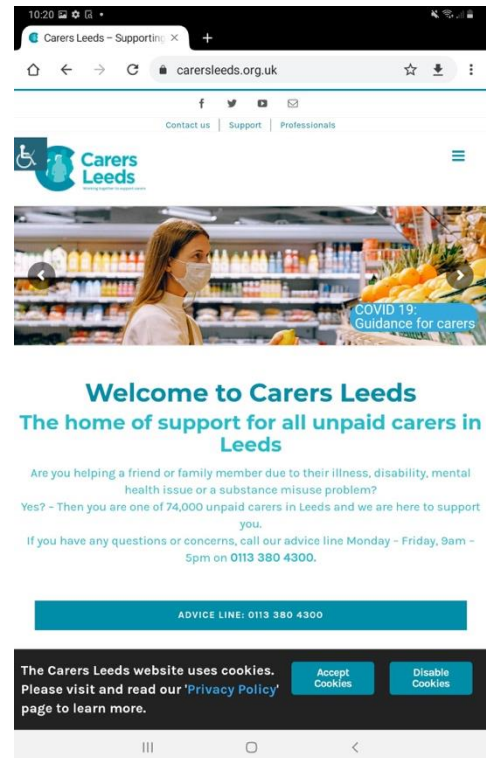 10:20
Carers Leeds – Supporting
carersleeds.org.uk
Contact us | Support | Professionals
Carers
Leeds
Working together to support carers
COVID 19:
Guidance for carers
Welcome to Carers Leeds
The home of support for all unpaid carers in
Leeds
Are you helping a friend or family member due to their illness, disability, mental
health issue or a substance misuse problem?
Yes? – Then you are one of 74,000 unpaid carers in Leeds and we are here to support
you.
If you have any questions or concerns, call our advice line Monday – Friday, 9am –
5pm on 0113 380 4300.
ADVICE LINE: 0113 380 4300
The Carers Leeds website uses cookies.
Please visit and read our 'Privacy Policy'
page to learn more.
Accept
Cookies
Disable
Cookies